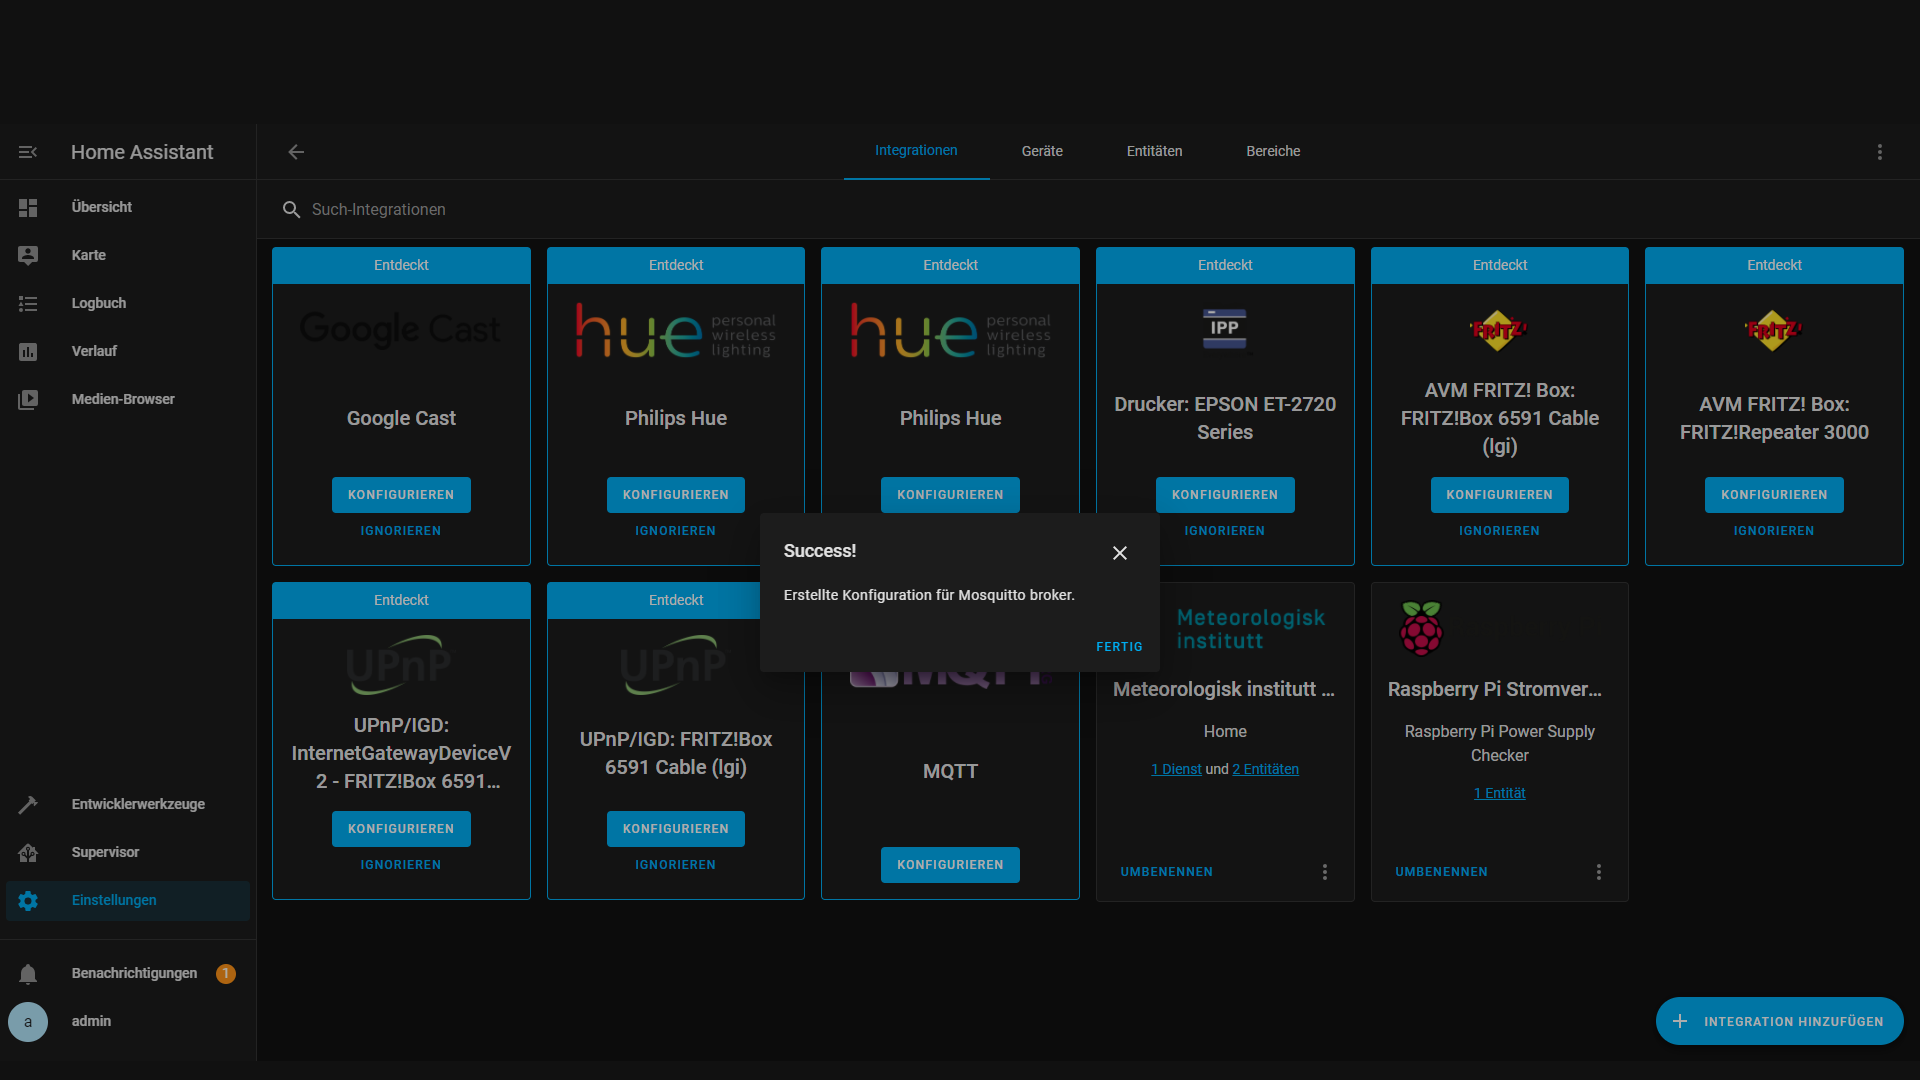 Home Assistant
Integrationen
Geräte
Entitäten
Bereiche
Übersicht
Karte
Logbuch
Verlauf
Medien-Browser
Entwicklerwerkzeuge
Supervisor
Einstellungen
Benachrichtigungen
1
a
admin
Such-Integrationen
Entdeckt
Google Cast
Google Cast
KONFIGURIEREN
IGNORIEREN
Entdeckt
hue personal
wireless
lighting
Philips Hue
KONFIGURIEREN
IGNORIEREN
Entdeckt
hue personal
wireless
lighting
Philips Hue
KONFIGURIEREN
Entdeckt
IPP
Drucker: EPSON ET-2720
Series
KONFIGURIEREN
IGNORIEREN
Entdeckt
FRITZ!
AVM FRITZ! Box:
FRITZ!Box 6591 Cable
(lgi)
KONFIGURIEREN
IGNORIEREN
Entdeckt
FRITZ!
AVM FRITZ! Box:
FRITZ!Repeater 3000
KONFIGURIEREN
IGNORIEREN
Success!
Erstellte Konfiguration für Mosquitto broker.
FERTIG
Entdeckt
UPnP
UPnP/IGD:
InternetGatewayDeviceV
2 - FRITZ!Box 6591...
KONFIGURIEREN
IGNORIEREN
Entdeckt
UPnP
UPnP/IGD: FRITZ!Box
6591 Cable (lgi)
KONFIGURIEREN
IGNORIEREN
MQTT
KONFIGURIEREN
Meteorologisk
institutt
Meteorologisk institutt ...
Home
1 Dienst und 2 Entitäten
UMBENENNEN
Raspberry Pi Stromver...
Raspberry Pi Power Supply
Checker
1 Entität
UMBENENNEN
INTEGRATION HINZUFÜGEN